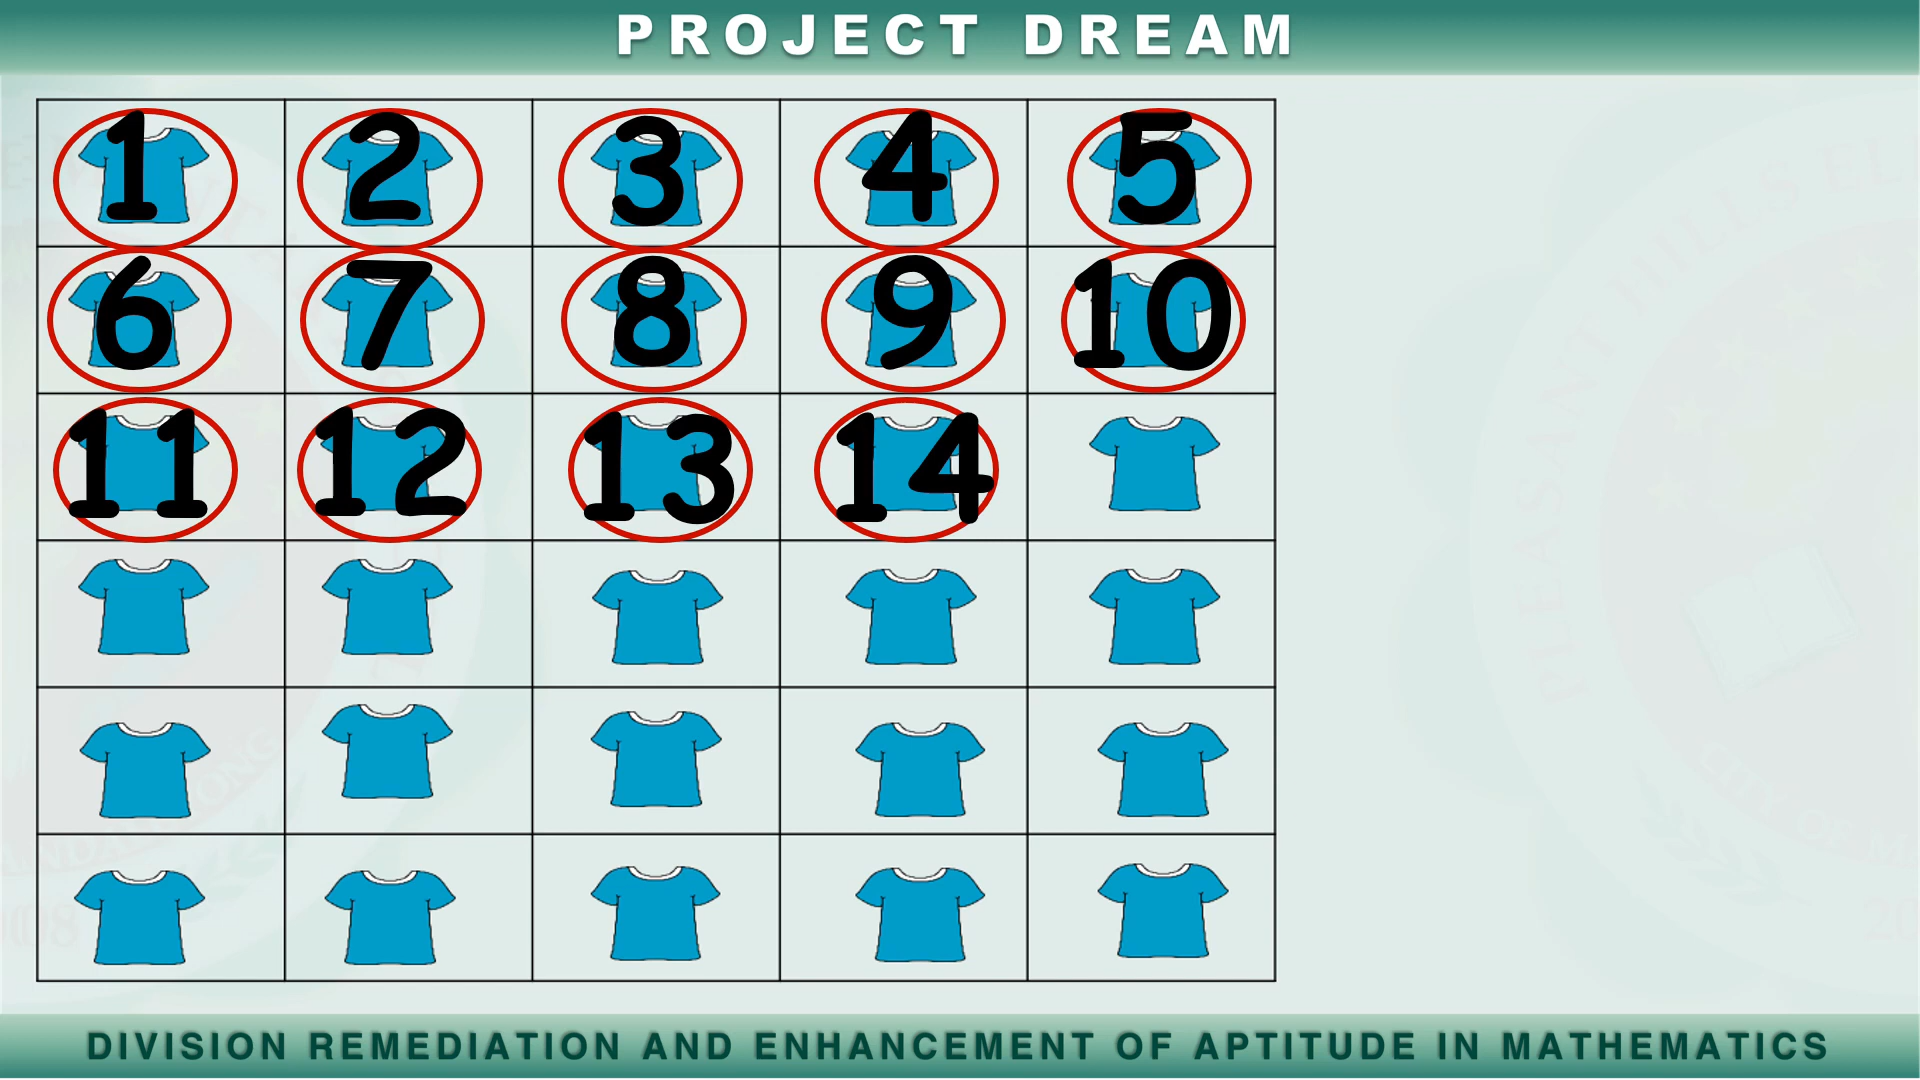 PROJECT DREAM
1 2 3 4 5
6 7 8 9 10
11 12 13 14
DIVISION REMEDIATION AND ENHANCEMENT OF APTITUDE IN MATHEMATICS